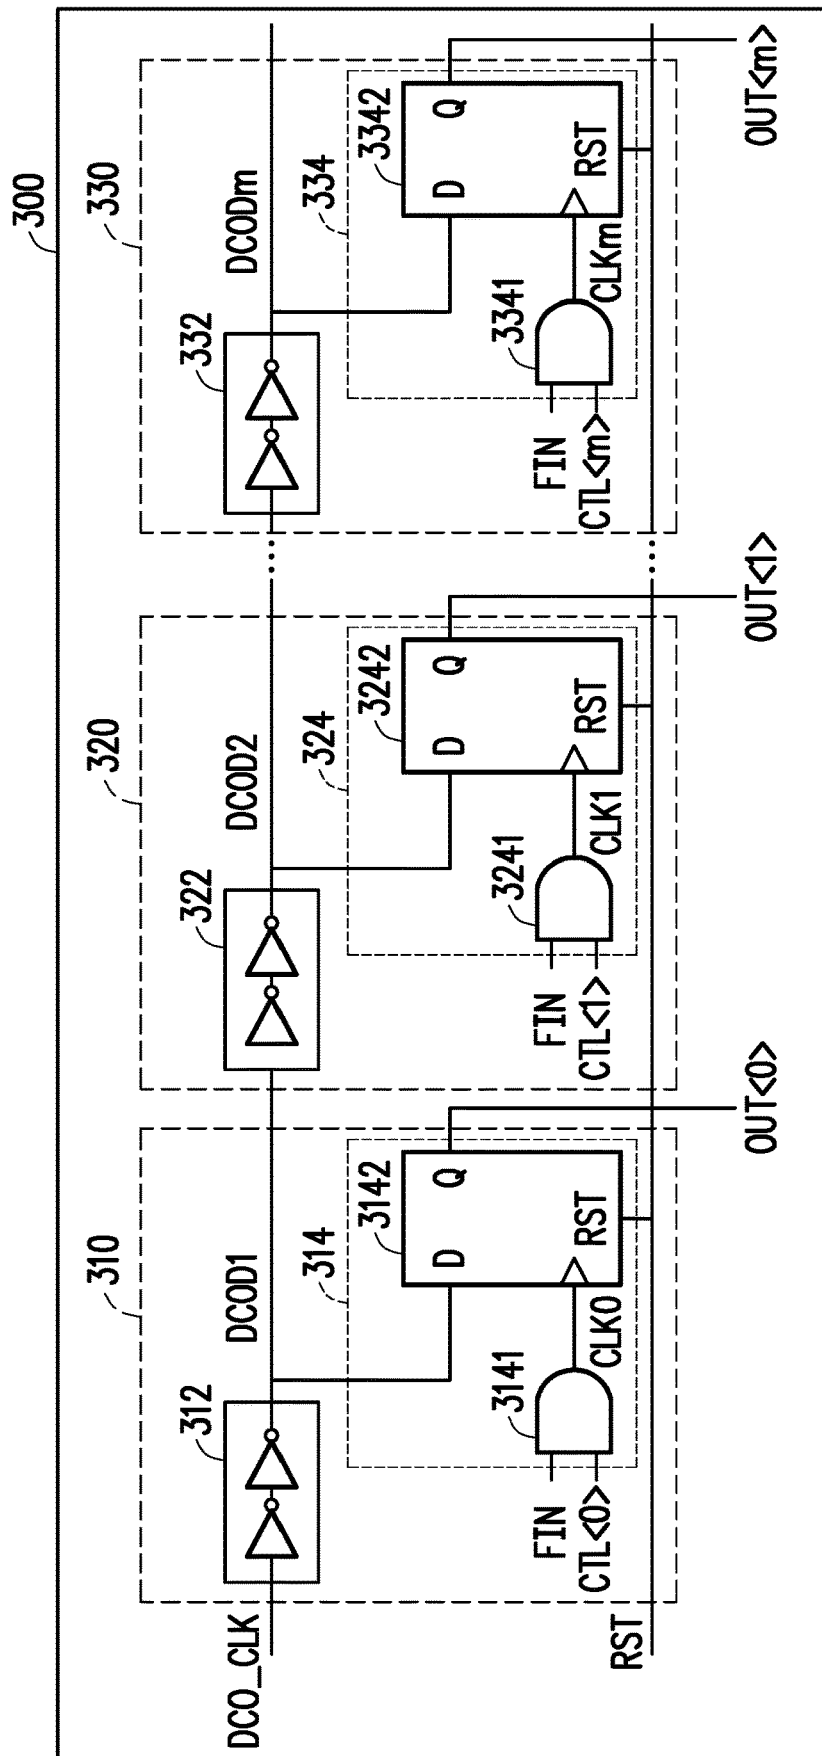 300
310
320
330
312
DCOD1
322
DCOD2
332
DCODm
DCO_CLK
314
3142
324
3242
334
3342
D
Q
D
Q
D
Q
3141
RST
3241
RST
3341
RST
FIN
CTL<0>
CLK0
FIN
CTL<1>
CLK1
FIN
CTL<m>
CLKm
RST
OUT<0>
OUT<1>
OUT<m>